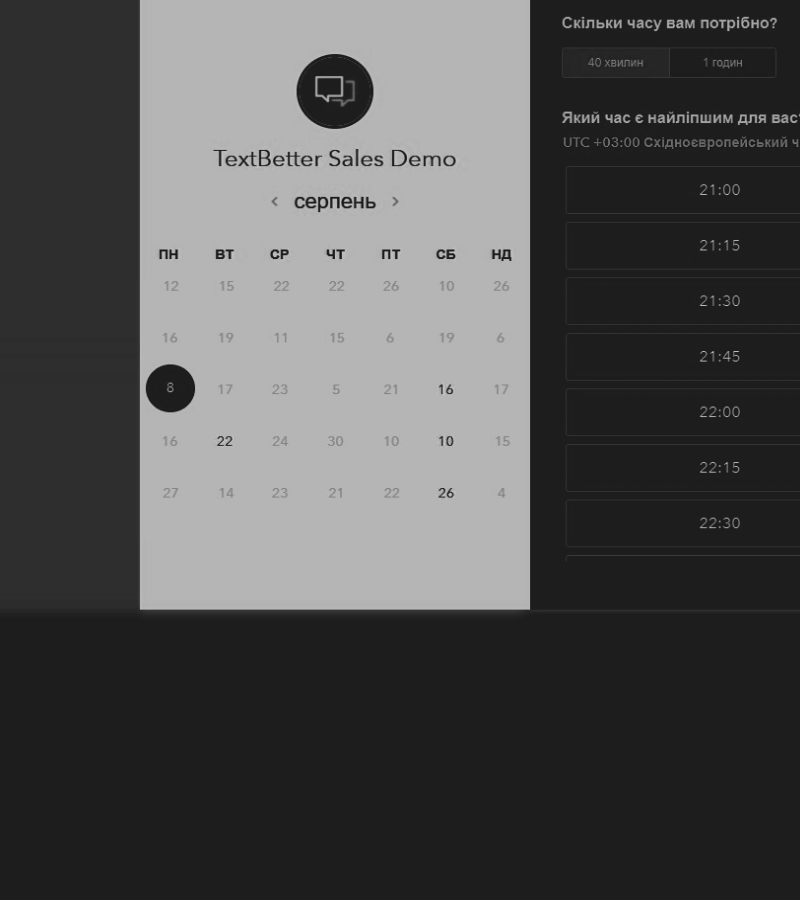 TextBetter Sales Demo
серпень
ПН ВТ СР ЧТ ПТ СБ НД
12 15 22 22 26 10 26
16 19 11 15 6 19 6
8 17 23 5 21 16 17
16 22 24 30 10 10 15
27 14 23 21 22 26 4
Скільки часу вам потрібно?
40 хвилин 1 годин
Який час є найліпшим для вас
UTC +03:00 Східноєвропейський ч
21:00
21:15
21:30
21:45
22:00
22:15
22:30